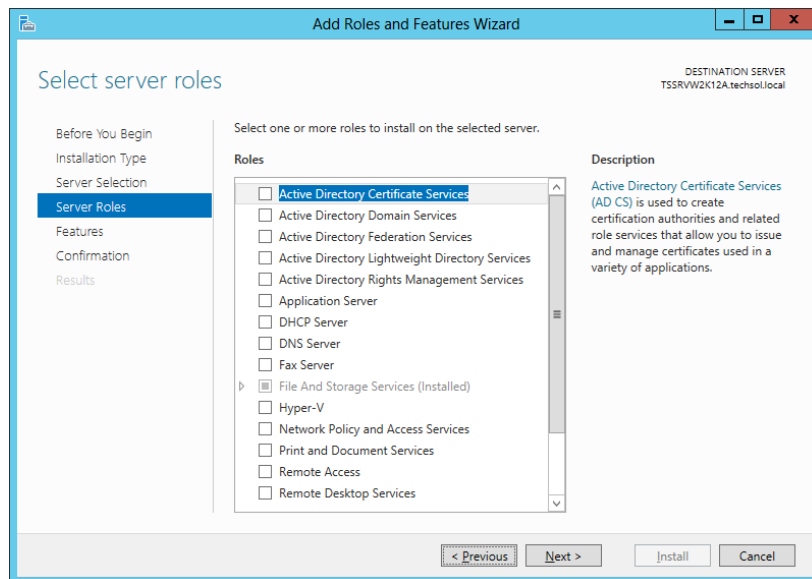 Add Roles and Features Wizard
Select server roles
DESTINATION SERVER
TSSRVW2K12A.techsol.local
Before You Begin
Installation Type
Server Selection
Server Roles
Features
Confirmation
Results
Select one or more roles to install on the selected server.
Roles
Active Directory Certificate Services
Active Directory Domain Services
Active Directory Federation Services
Active Directory Lightweight Directory Services
Active Directory Rights Management Services
Application Server
DHCP Server
DNS Server
Fax Server
File And Storage Services (Installed)
Hyper-V
Network Policy and Access Services
Print and Document Services
Remote Access
Remote Desktop Services
Description
Active Directory Certificate Services
(AD CS) is used to create
certification authorities and related
role services that allow you to issue
and manage certificates used in a
variety of applications.
< Previous
Next >
Install
Cancel